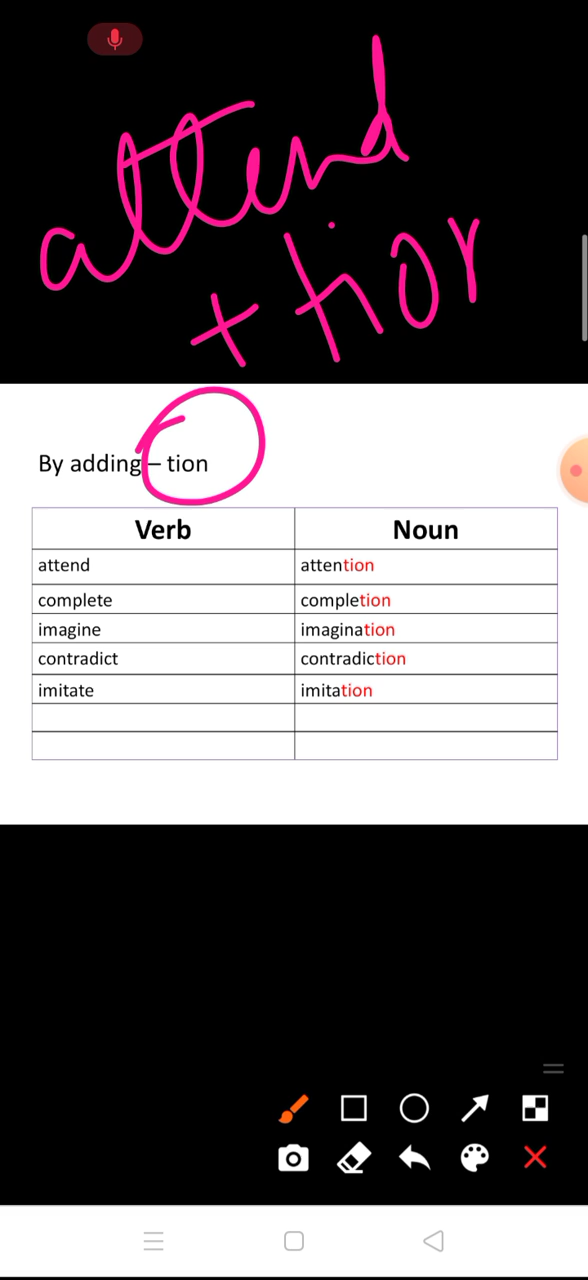 attend
+ tion
By adding – tion
Verb Noun
attend attention
complete completion
imagine imagination
contradict contradiction
imitate imitation